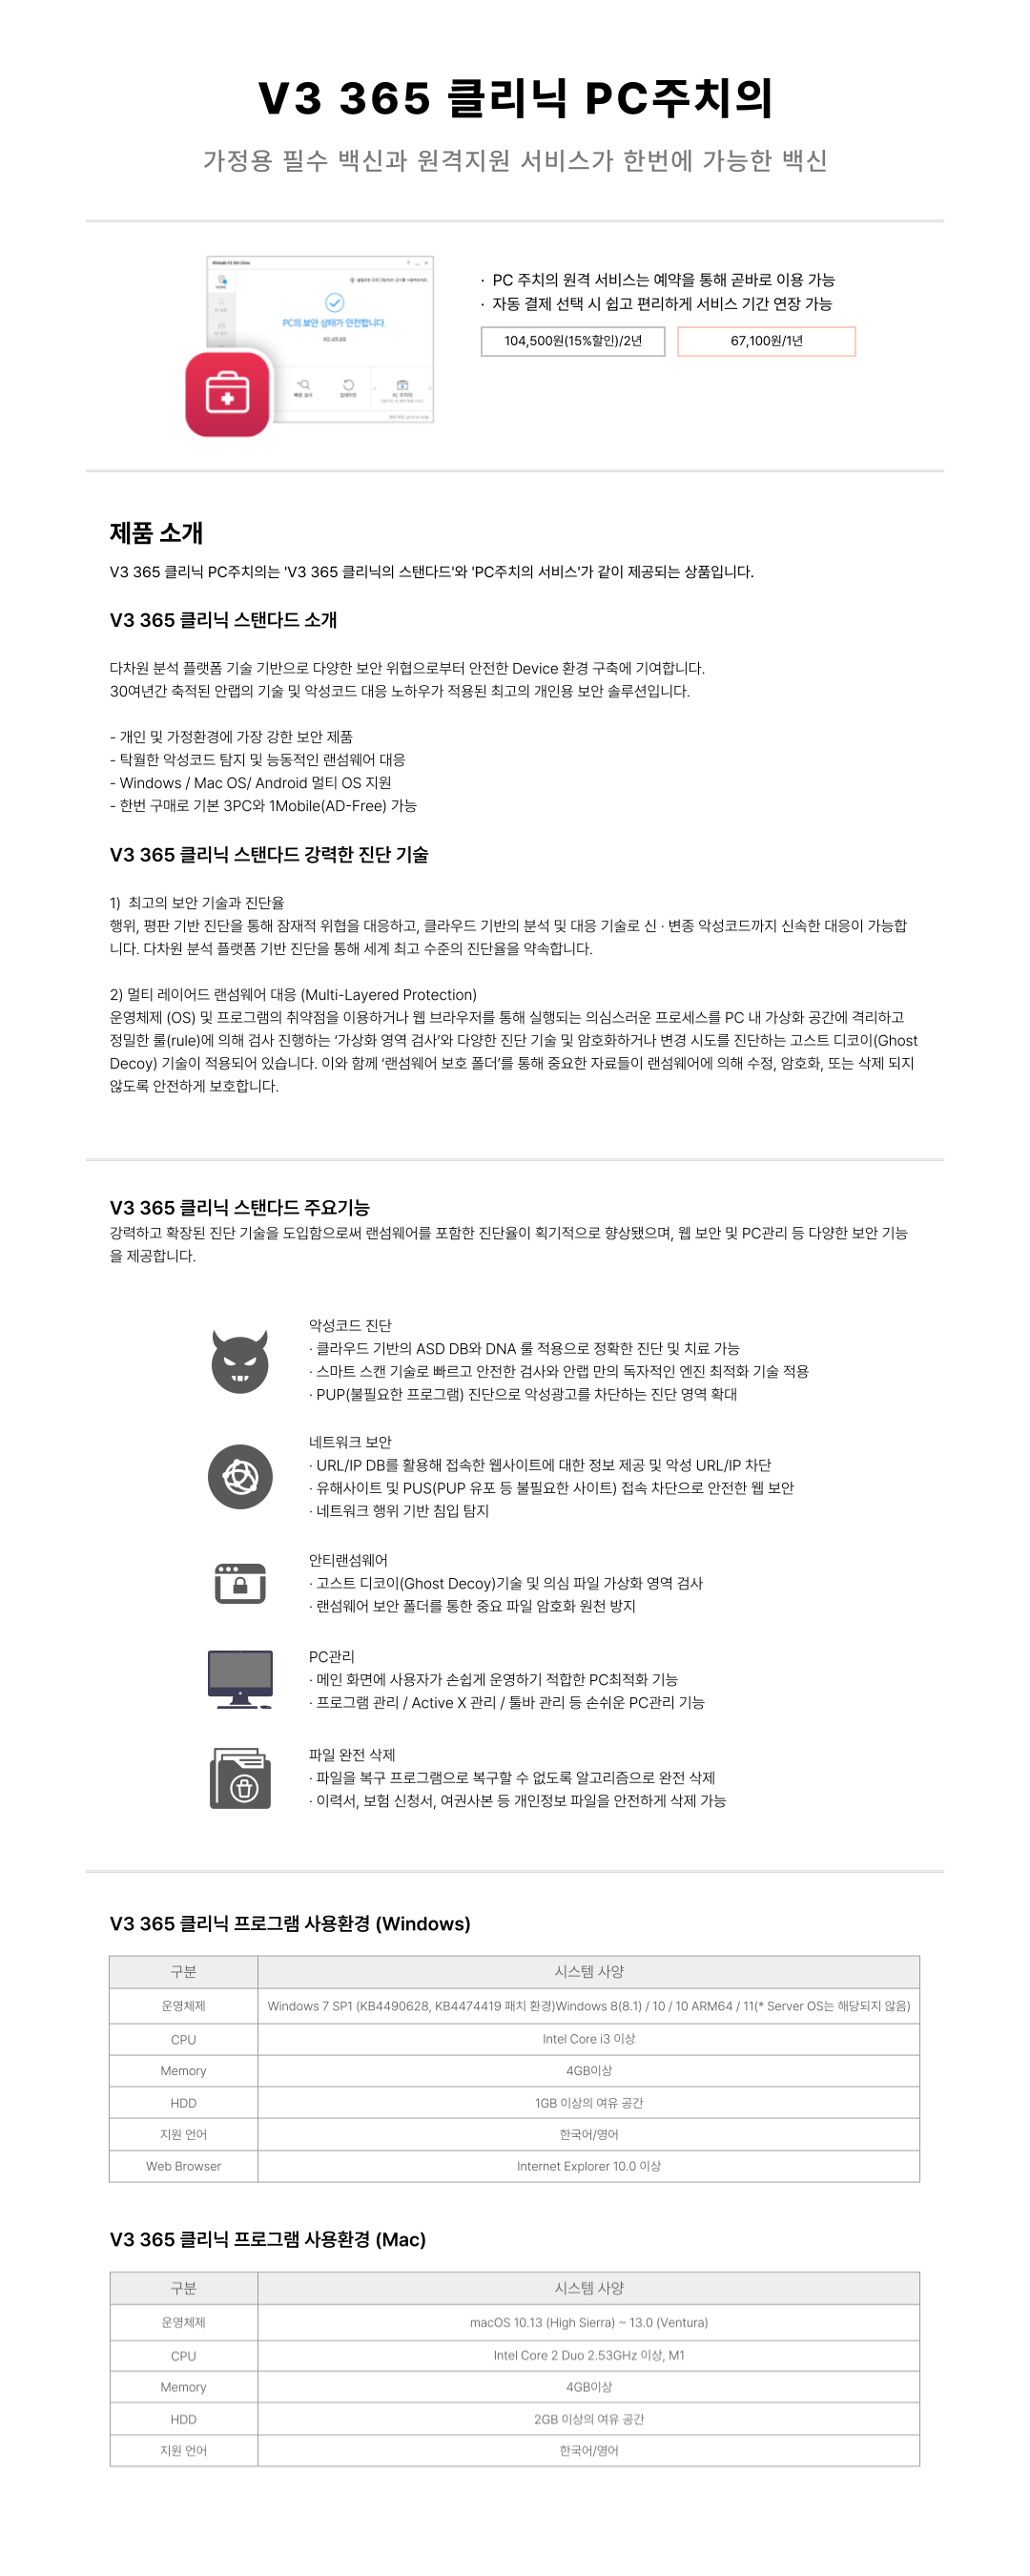 V3 365 클리닉 PC주치의
가정용 필수 백신과 원격지원 서비스가 한번에 가능한 백신
AhnLab V3 365 Clinic
HOME
PC의 보안 상태가 안전합니다.
빠른 검사
업데이트
PC 주치의
· PC 주치의 원격 서비스는 예약을 통해 곧바로 이용 가능
· 자동 결제 선택 시 쉽고 편리하게 서비스 기간 연장 가능
104,500원(15%할인)/2년
67,100원/1년
제품 소개
V3 365 클리닉 PC주치의는 'V3 365 클리닉의 스탠다드'와 'PC주치의 서비스'가 같이 제공되는 상품입니다.
V3 365 클리닉 스탠다드 소개
다차원 분석 플랫폼 기술 기반으로 다양한 보안 위협으로부터 안전한 Device 환경 구축에 기여합니다.
30여년간 축적된 안랩의 기술 및 악성코드 대응 노하우가 적용된 최고의 개인용 보안 솔루션입니다.
- 개인 및 가정환경에 가장 강한 보안 제품
- 탁월한 악성코드 탐지 및 능동적인 랜섬웨어 대응
- Windows / Mac OS/ Android 멀티 OS 지원
- 한번 구매로 기본 3PC와 1Mobile(AD-Free) 가능
V3 365 클리닉 스탠다드 강력한 진단 기술
1) 최고의 보안 기술과 진단율
행위, 평판 기반 진단을 통해 잠재적 위협을 대응하고, 클라우드 기반의 분석 및 대응 기술로 신 · 변종 악성코드까지 신속한 대응이 가능합
니다. 다차원 분석 플랫폼 기반 진단을 통해 세계 최고 수준의 진단율을 약속합니다.
2) 멀티 레이어드 랜섬웨어 대응 (Multi-Layered Protection)
운영체제 (OS) 및 프로그램의 취약점을 이용하거나 웹 브라우저를 통해 실행되는 의심스러운 프로세스를 PC 내 가상화 공간에 격리하고
정밀한 룰(rule)에 의해 검사 진행하는 ‘가상화 영역 검사’와 다양한 진단 기술 및 암호화하거나 변경 시도를 진단하는 고스트 디코이(Ghost
Decoy) 기술이 적용되어 있습니다. 이와 함께 ‘랜섬웨어 보호 폴더’를 통해 중요한 자료들이 랜섬웨어에 의해 수정, 암호화, 또는 삭제 되지
않도록 안전하게 보호합니다.
V3 365 클리닉 스탠다드 주요기능
강력하고 확장된 진단 기술을 도입함으로써 랜섬웨어를 포함한 진단율이 획기적으로 향상됐으며, 웹 보안 및 PC관리 등 다양한 보안 기능
을 제공합니다.
악성코드 진단
· 클라우드 기반의 ASD DB와 DNA 룰 적용으로 정확한 진단 및 치료 가능
· 스마트 스캔 기술로 빠르고 안전한 검사와 안랩 만의 독자적인 엔진 최적화 기술 적용
· PUP(불필요한 프로그램) 진단으로 악성광고를 차단하는 진단 영역 확대
네트워크 보안
· URL/IP DB를 활용해 접속한 웹사이트에 대한 정보 제공 및 악성 URL/IP 차단
· 유해사이트 및 PUS(PUP 유포 등 불필요한 사이트) 접속 차단으로 안전한 웹 보안
· 네트워크 행위 기반 침입 탐지
안티랜섬웨어
· 고스트 디코이(Ghost Decoy)기술 및 의심 파일 가상화 영역 검사
· 랜섬웨어 보안 폴더를 통한 중요 파일 암호화 원천 방지
PC관리
· 메인 화면에 사용자가 손쉽게 운영하기 적합한 PC최적화 기능
· 프로그램 관리 / Active X 관리 / 툴바 관리 등 손쉬운 PC관리 기능
파일 완전 삭제
· 파일을 복구 프로그램으로 복구할 수 없도록 알고리즘으로 완전 삭제
· 이력서, 보험 신청서, 여권사본 등 개인정보 파일을 안전하게 삭제 가능
V3 365 클리닉 프로그램 사용환경 (Windows)
구분 시스템 사양
운영체제 Windows 7 SP1 (KB4490628, KB4474419 패치 환경)Windows 8(8.1) / 10 / 10 ARM64 / 11(* Server OS는 해당되지 않음)
CPU Intel Core i3 이상
Memory 4GB이상
HDD 1GB 이상의 여유 공간
지원 언어 한국어/영어
Web Browser Internet Explorer 10.0 이상
V3 365 클리닉 프로그램 사용환경 (Mac)
구분 시스템 사양
운영체제 macOS 10.13 (High Sierra) ~ 13.0 (Ventura)
CPU Intel Core 2 Duo 2.53GHz 이상, M1
Memory 4GB이상
HDD 2GB 이상의 여유 공간
지원 언어 한국어/영어